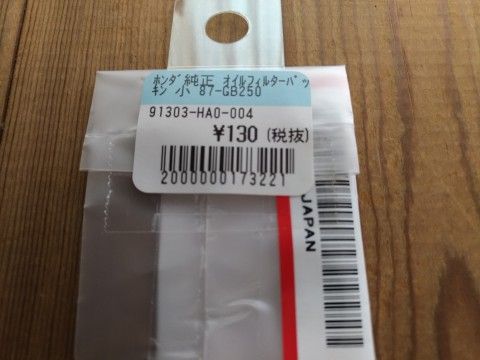 ホンダ 純正 オイルフィルターパッ
キン 小 87-GB250
91303-HA0-004
¥130 (税抜)
2000000173221
JAPAN